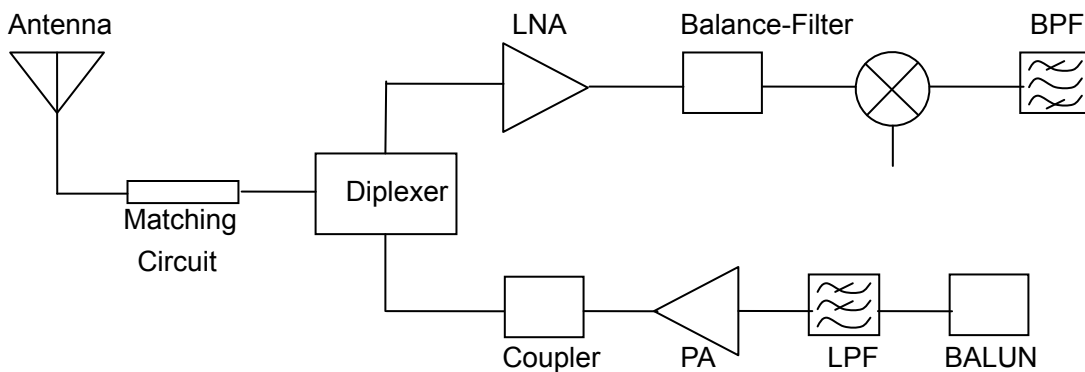 Antenna
LNA
Balance-Filter
BPF
Diplexer
Matching
Circuit
Coupler
PA
LPF
BALUN